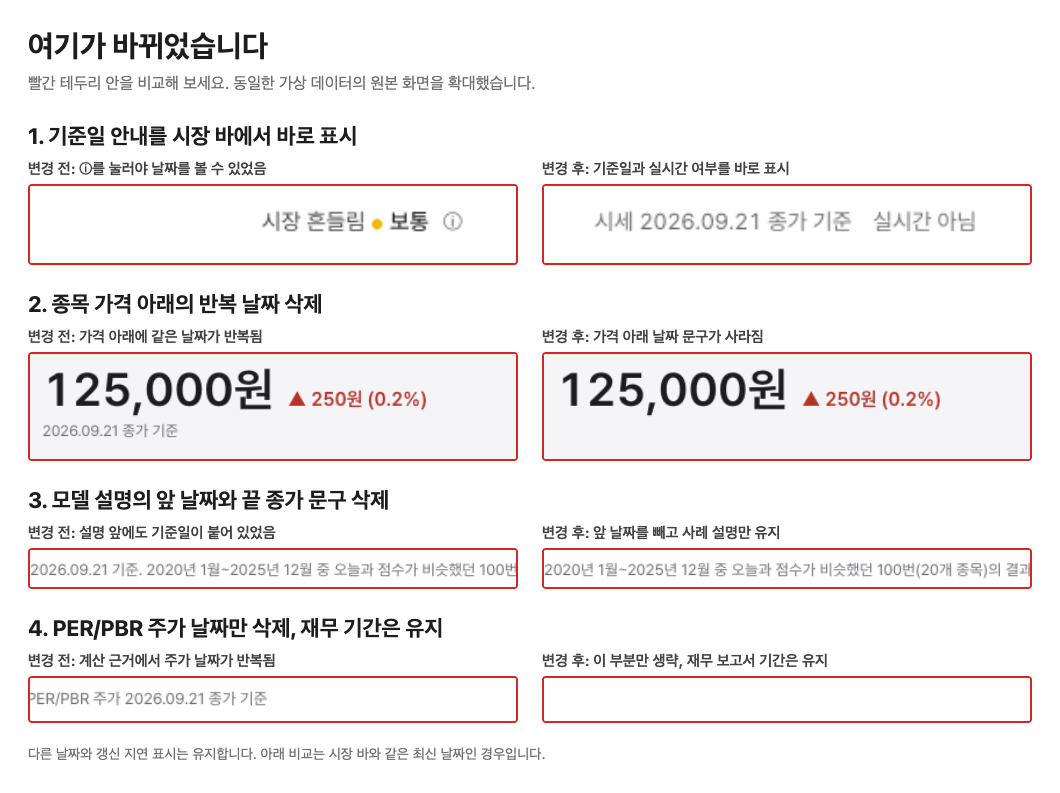 여기가 바뀌었습니다
빨간 테두리 안을 비교해 보세요. 동일한 가상 데이터의 원본 화면을 확대했습니다.
1. 기준일 안내를 시장 바에서 바로 표시
변경 전: ⓘ를 눌러야 날짜를 볼 수 있었음
변경 후: 기준일과 실시간 여부를 바로 표시
시장 흔들림 ● 보통 ⓘ
시세 2026.09.21 종가 기준 실시간 아님
2. 종목 가격 아래의 반복 날짜 삭제
변경 전: 가격 아래에 같은 날짜가 반복됨
변경 후: 가격 아래 날짜 문구가 사라짐
125,000원 ▲ 250원 (0.2%)
2026.09.21 종가 기준
125,000원 ▲ 250원 (0.2%)
3. 모델 설명의 앞 날짜와 끝 종가 문구 삭제
변경 전: 설명 앞에도 기준일이 붙어 있었음
변경 후: 앞 날짜를 빼고 사례 설명만 유지
2026.09.21 기준. 2020년 1월~2025년 12월 중 오늘과 점수가 비슷했던 100번
2020년 1월~2025년 12월 중 오늘과 점수가 비슷했던 100번(20개 종목)의 결과
4. PER/PBR 주가 날짜만 삭제, 재무 기간은 유지
변경 전: 계산 근거에서 주가 날짜가 반복됨
변경 후: 이 부분만 생략, 재무 보고서 기간은 유지
PER/PBR 주가 2026.09.21 종가 기준
다른 날짜와 갱신 지연 표시는 유지합니다. 아래 비교는 시장 바와 같은 최신 날짜인 경우입니다.